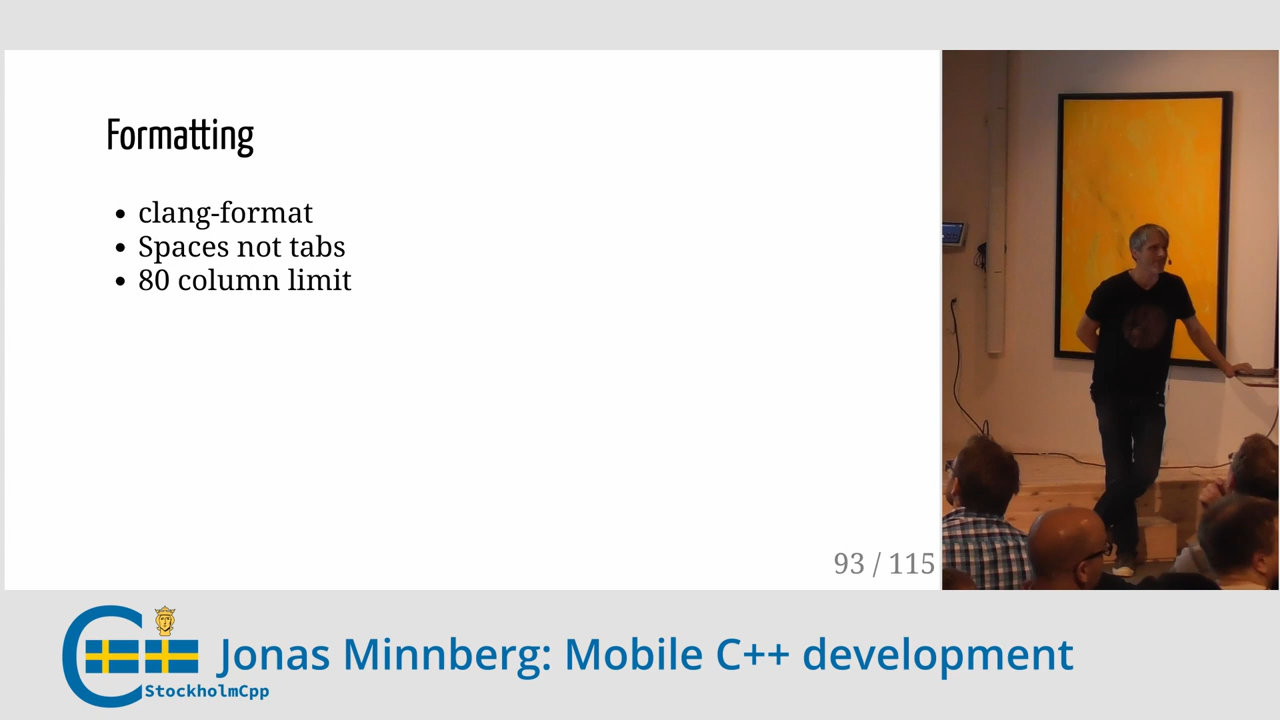 Formatting
• clang-format
• Spaces not tabs
• 80 column limit
93 / 115
Jonas Minnberg: Mobile C++ development
StockholmCpp